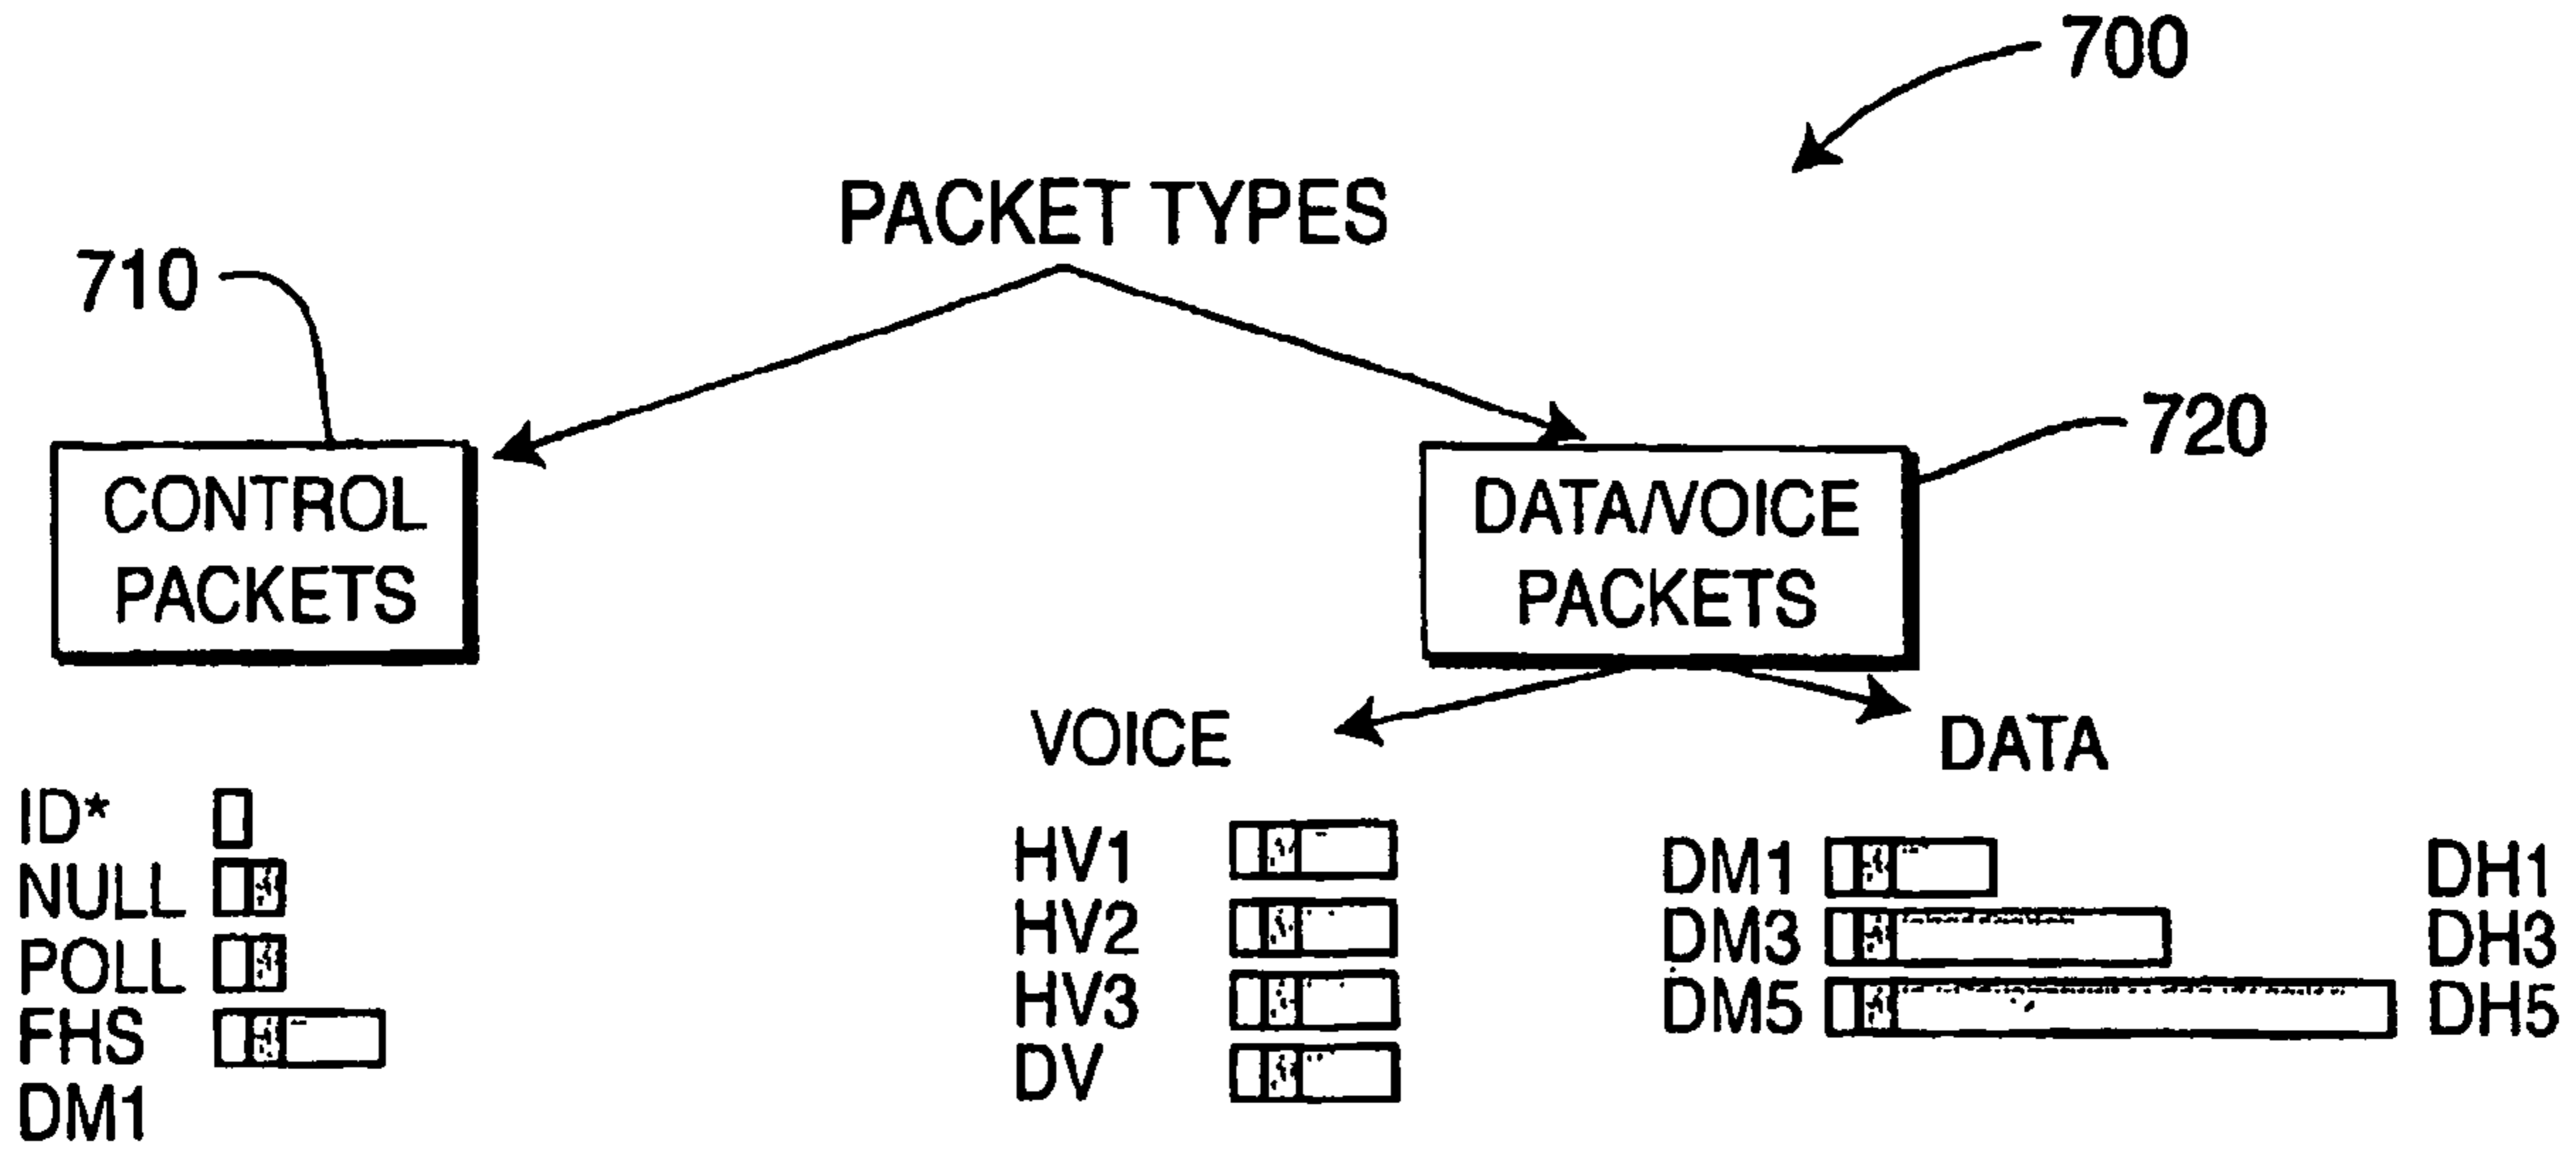 700
PACKET TYPES
710
720
CONTROL
PACKETS
DATA/VOICE
PACKETS
VOICE
DATA
ID*
NULL
POLL
FHS
DM1
HV1
HV2
HV3
DV
DM1 DH1
DM3 DH3
DM5 DH5